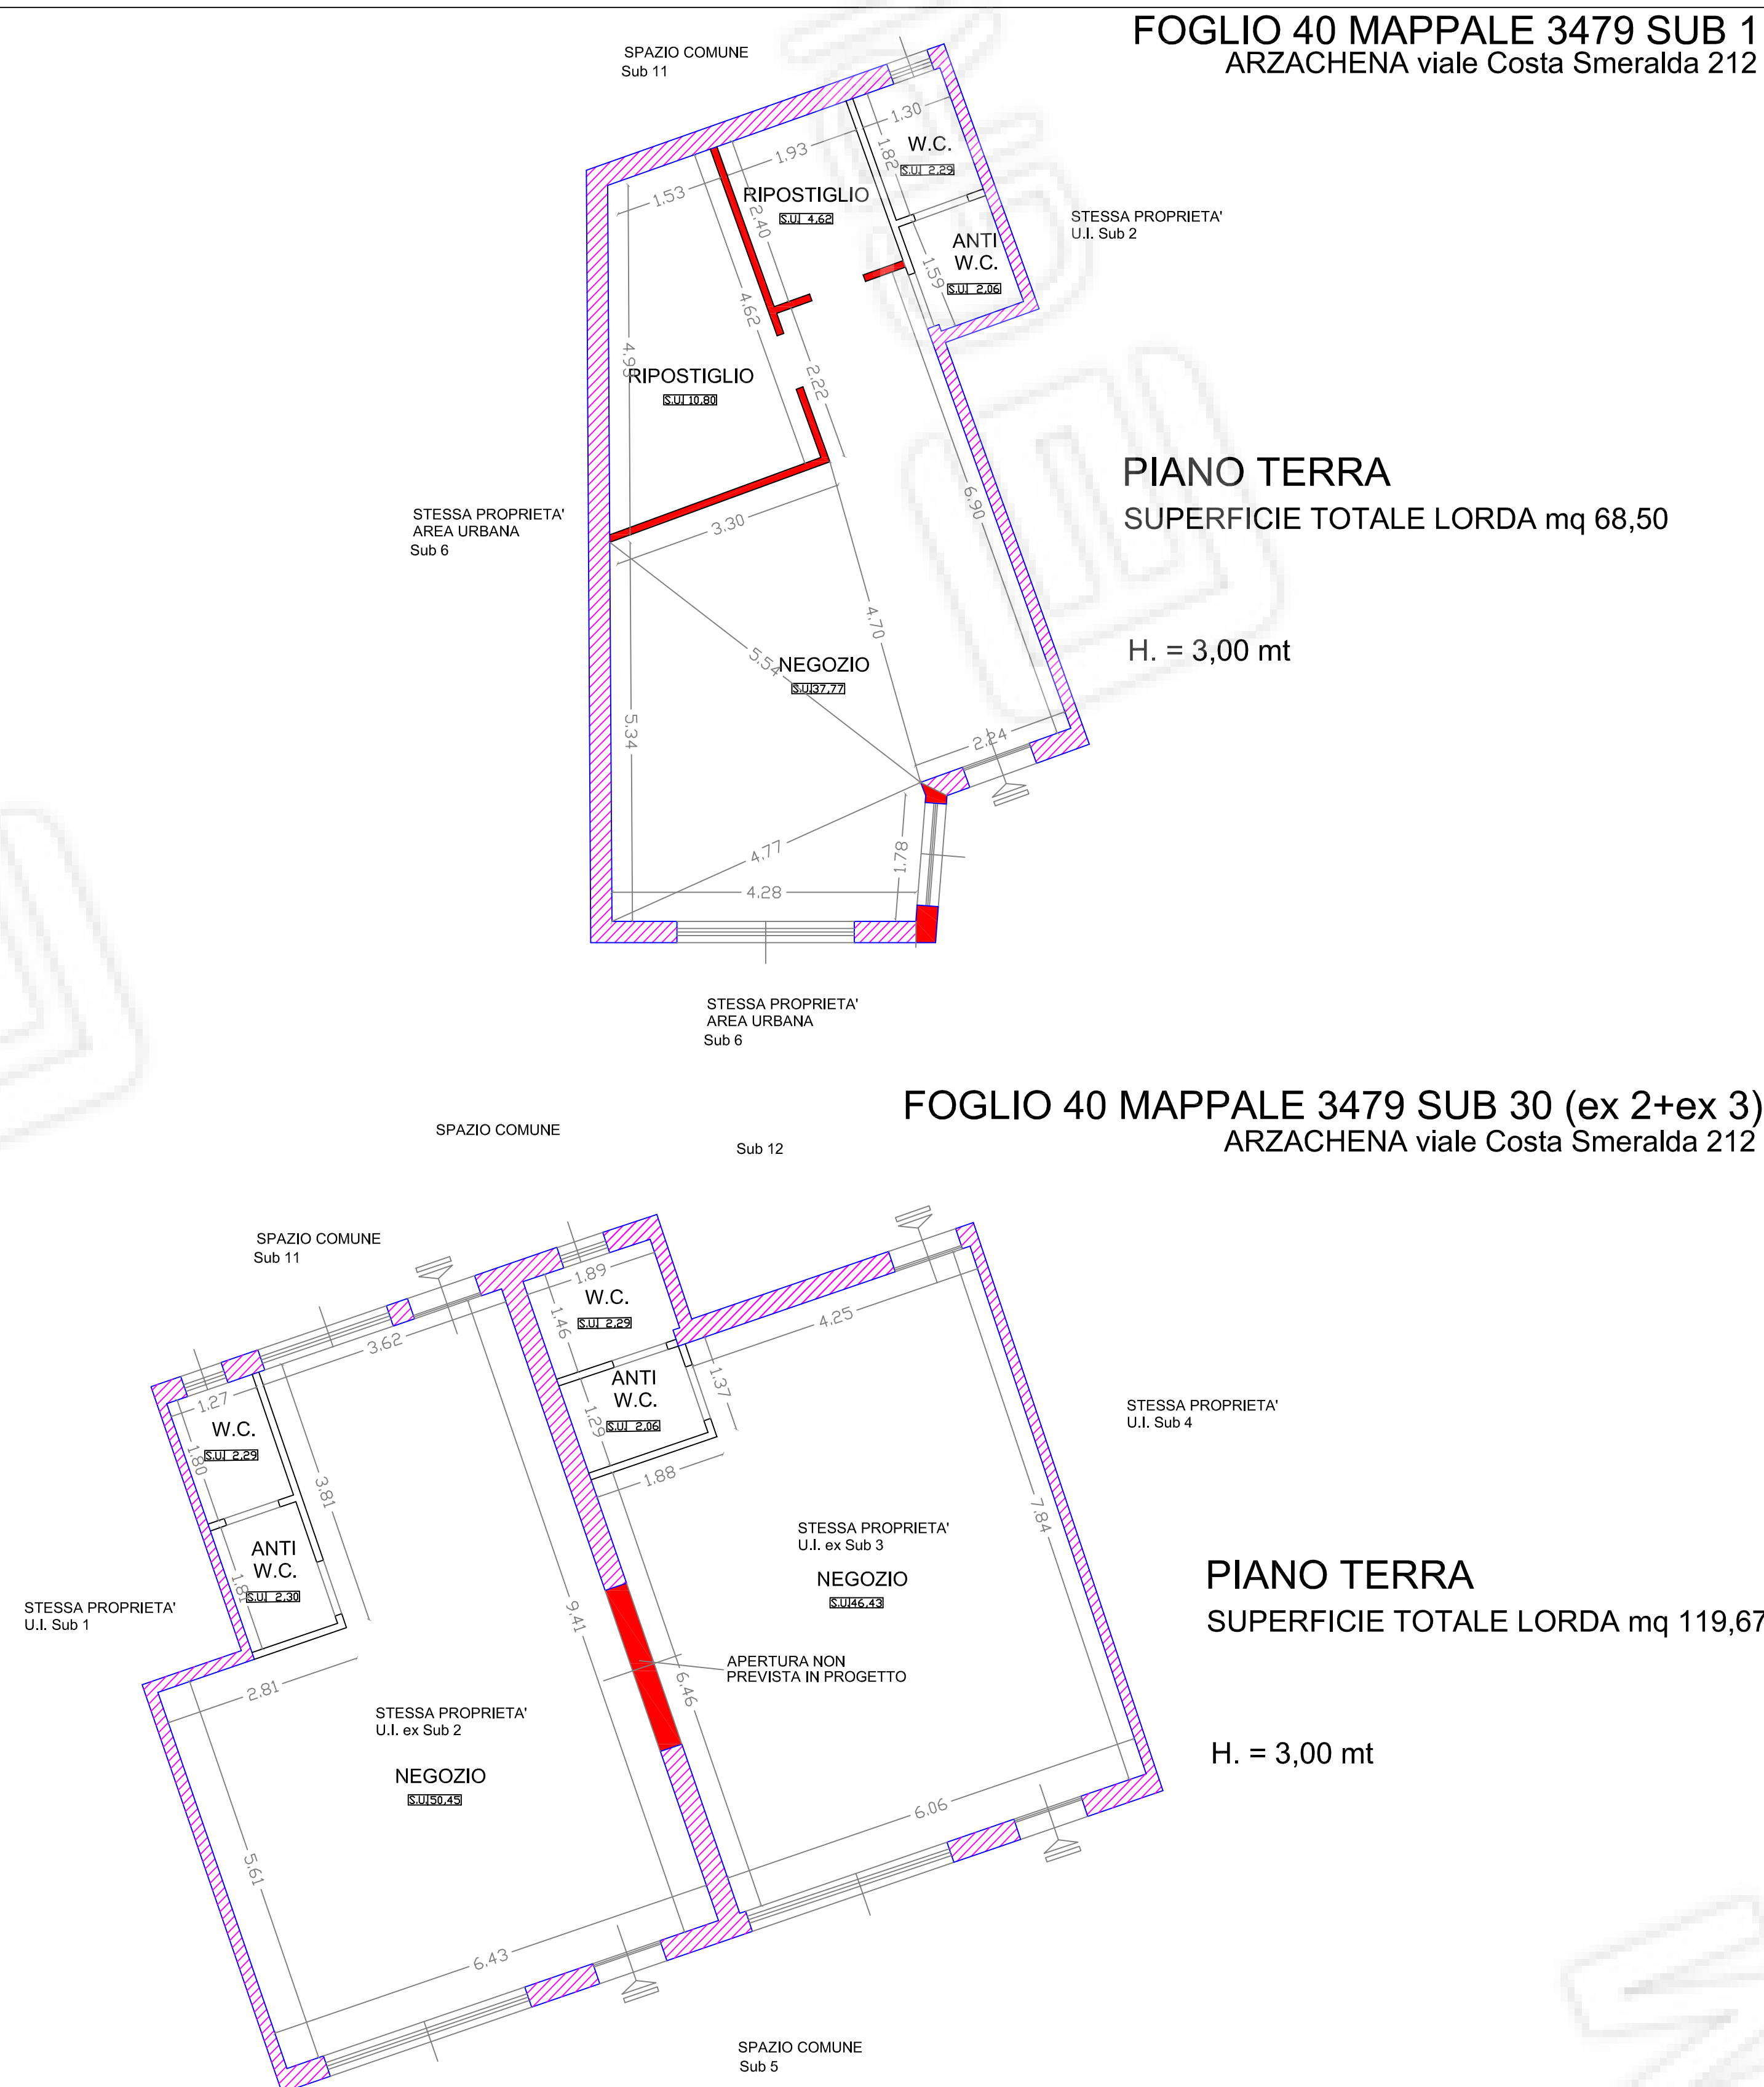 FOGLIO 40 MAPPALE 3479 SUB 1
ARZACHENA viale Costa Smeralda 212
SPAZIO COMUNE
Sub 11
1.30
W.C.
S.U. 2.29
1.82
1.93
1.53
RIPOSTIGLIO
S.U. 4.62
2.40
STESSA PROPRIETA'
U.I. Sub 2
ANTI
W.C.
S.U. 2.06
1.59
4.62
2.22
RIPOSTIGLIO
S.U. 10.80
PIANO TERRA
SUPERFICIE TOTALE LORDA mq 68,50
H. = 3,00 mt
STESSA PROPRIETA'
AREA URBANA
Sub 6
6.90
3.30
4.70
5.54
NEGOZIO
S.U. 37.77
5.34
2.24
4.77
1.78
4.28
STESSA PROPRIETA'
AREA URBANA
Sub 6
FOGLIO 40 MAPPALE 3479 SUB 30 (ex 2+ex 3)
ARZACHENA viale Costa Smeralda 212
SPAZIO COMUNE
Sub 12
SPAZIO COMUNE
Sub 11
1.89
W.C.
S.U. 2.29
1.46
4.25
3.62
1.27
W.C.
S.U. 2.29
1.80
ANTI
W.C.
S.U. 2.06
1.37
1.29
1.88
3.81
STESSA PROPRIETA'
U.I. Sub 4
7.84
STESSA PROPRIETA'
U.I. ex Sub 3
NEGOZIO
S.U. 46.43
ANTI
W.C.
S.U. 2.30
STESSA PROPRIETA'
U.I. Sub 1
9.41
PIANO TERRA
SUPERFICIE TOTALE LORDA mq 119,67
H. = 3,00 mt
APERTURA NON
PREVISTA IN PROGETTO
6.46
2.81
STESSA PROPRIETA'
U.I. ex Sub 2
NEGOZIO
S.U. 50.45
6.06
5.61
6.43
SPAZIO COMUNE
Sub 5